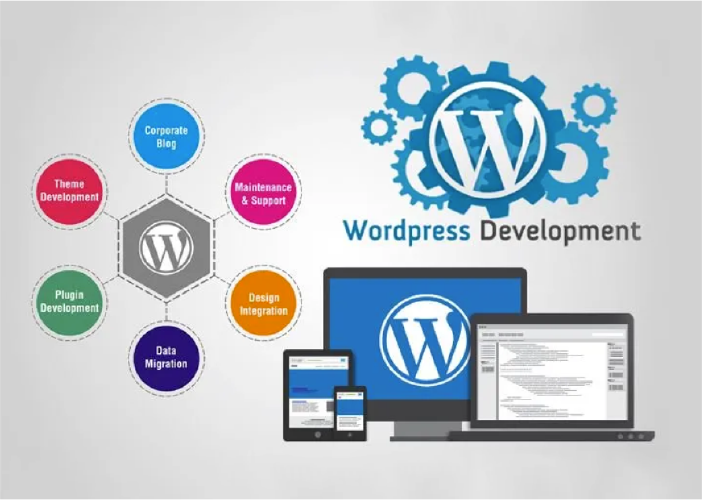 Corporate
Blog
Theme
Development
Maintenance
& Support
Plugin
Development
Design
Integration
Data
Migration
Wordpress Development